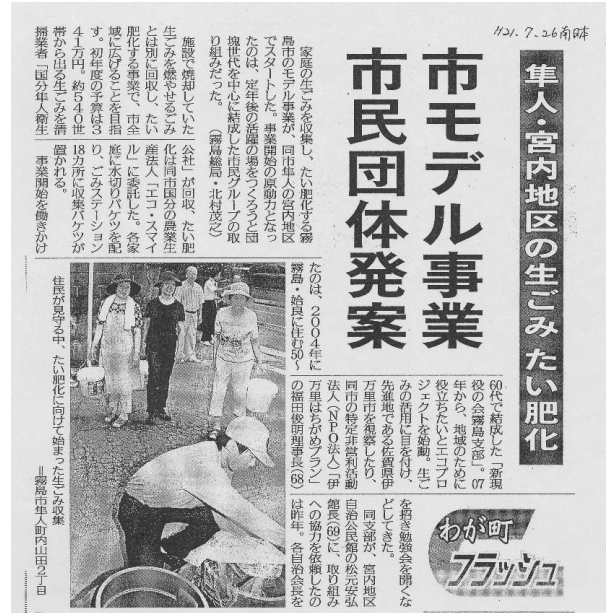 H21.7.26南日本
隼人・宮内地区の生ごみ たい肥化
市モデル事業
市民団体発案
家庭の生ごみを収集し、たい肥化する霧
島市のモデル事業が、同市隼人の宮内地区
でスタートした。事業開始の原動力となっ
たのは、定年後の活躍の場をつくろうと団
塊世代を中心に結成した市民グループの取
り組みだった。（霧島総局・北村茂之）
施設で焼却していた
生ごみを燃やせるごみ
とは別に回収し、たい
肥化する事業で、市全
域に広げることを目指
す。初年度の予算は３
４１万円。約５４０世
帯から出る生ごみを清
掃業者「国分隼人衛生
公社」が回収、たい肥
化は同市国分の農業生
産法人「エコ・スマイ
ル」に委託した。各家
庭に水切りバケツを配
り、ごみステーション
18カ所に収集バケツが
置かれる。
事業開始を働きかけ
たのは、２００４年に
霧島・姶良に住む50〜
60代で結成した「新現
役の会霧島支部」。07
年から、地域のために
役立ちたいとエコプロ
ジェクトを始動。生ご
みの活用に目を付け、
先進地である佐賀県伊
万里市を視察したり、
同市の特定非営利活動
法人（ＮＰＯ法人）「伊
万里はちがめプラン」
の福田俊明理事長(68)
を招き勉強会を開くな
どしてきた。
同支部が、宮内地区
自治公民館の松元安弘
館長(69)に、取り組み
への協力を依頼したの
は昨年。各自治会長を
わが町
フラッシュ
住民が見守る中、たい肥化に向けて始まった生ごみ収集
＝霧島市隼人町内山田２丁目